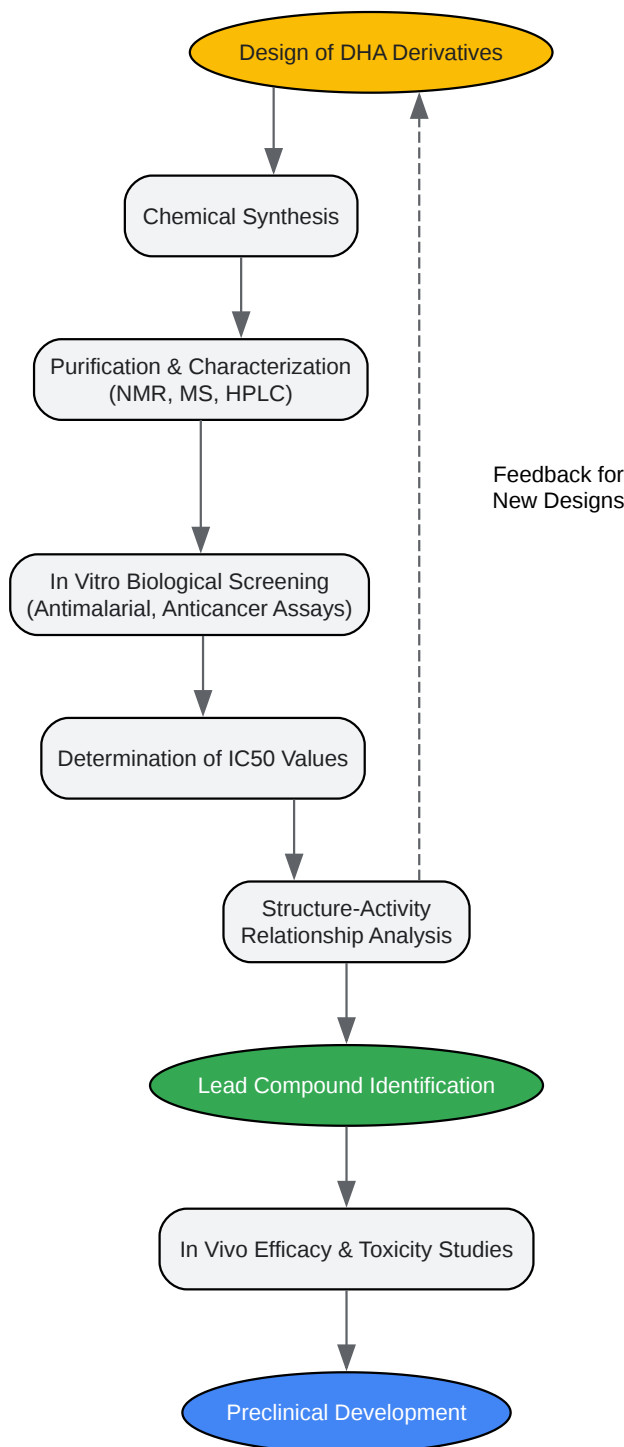 Design of DHA Derivatives
Chemical Synthesis
Purification & Characterization
(NMR, MS, HPLC)
Feedback for
New Designs
In Vitro Biological Screening
(Antimalarial, Anticancer Assays)
Determination of IC50 Values
Structure-Activity
Relationship Analysis
Lead Compound Identification
In Vivo Efficacy & Toxicity Studies
Preclinical Development